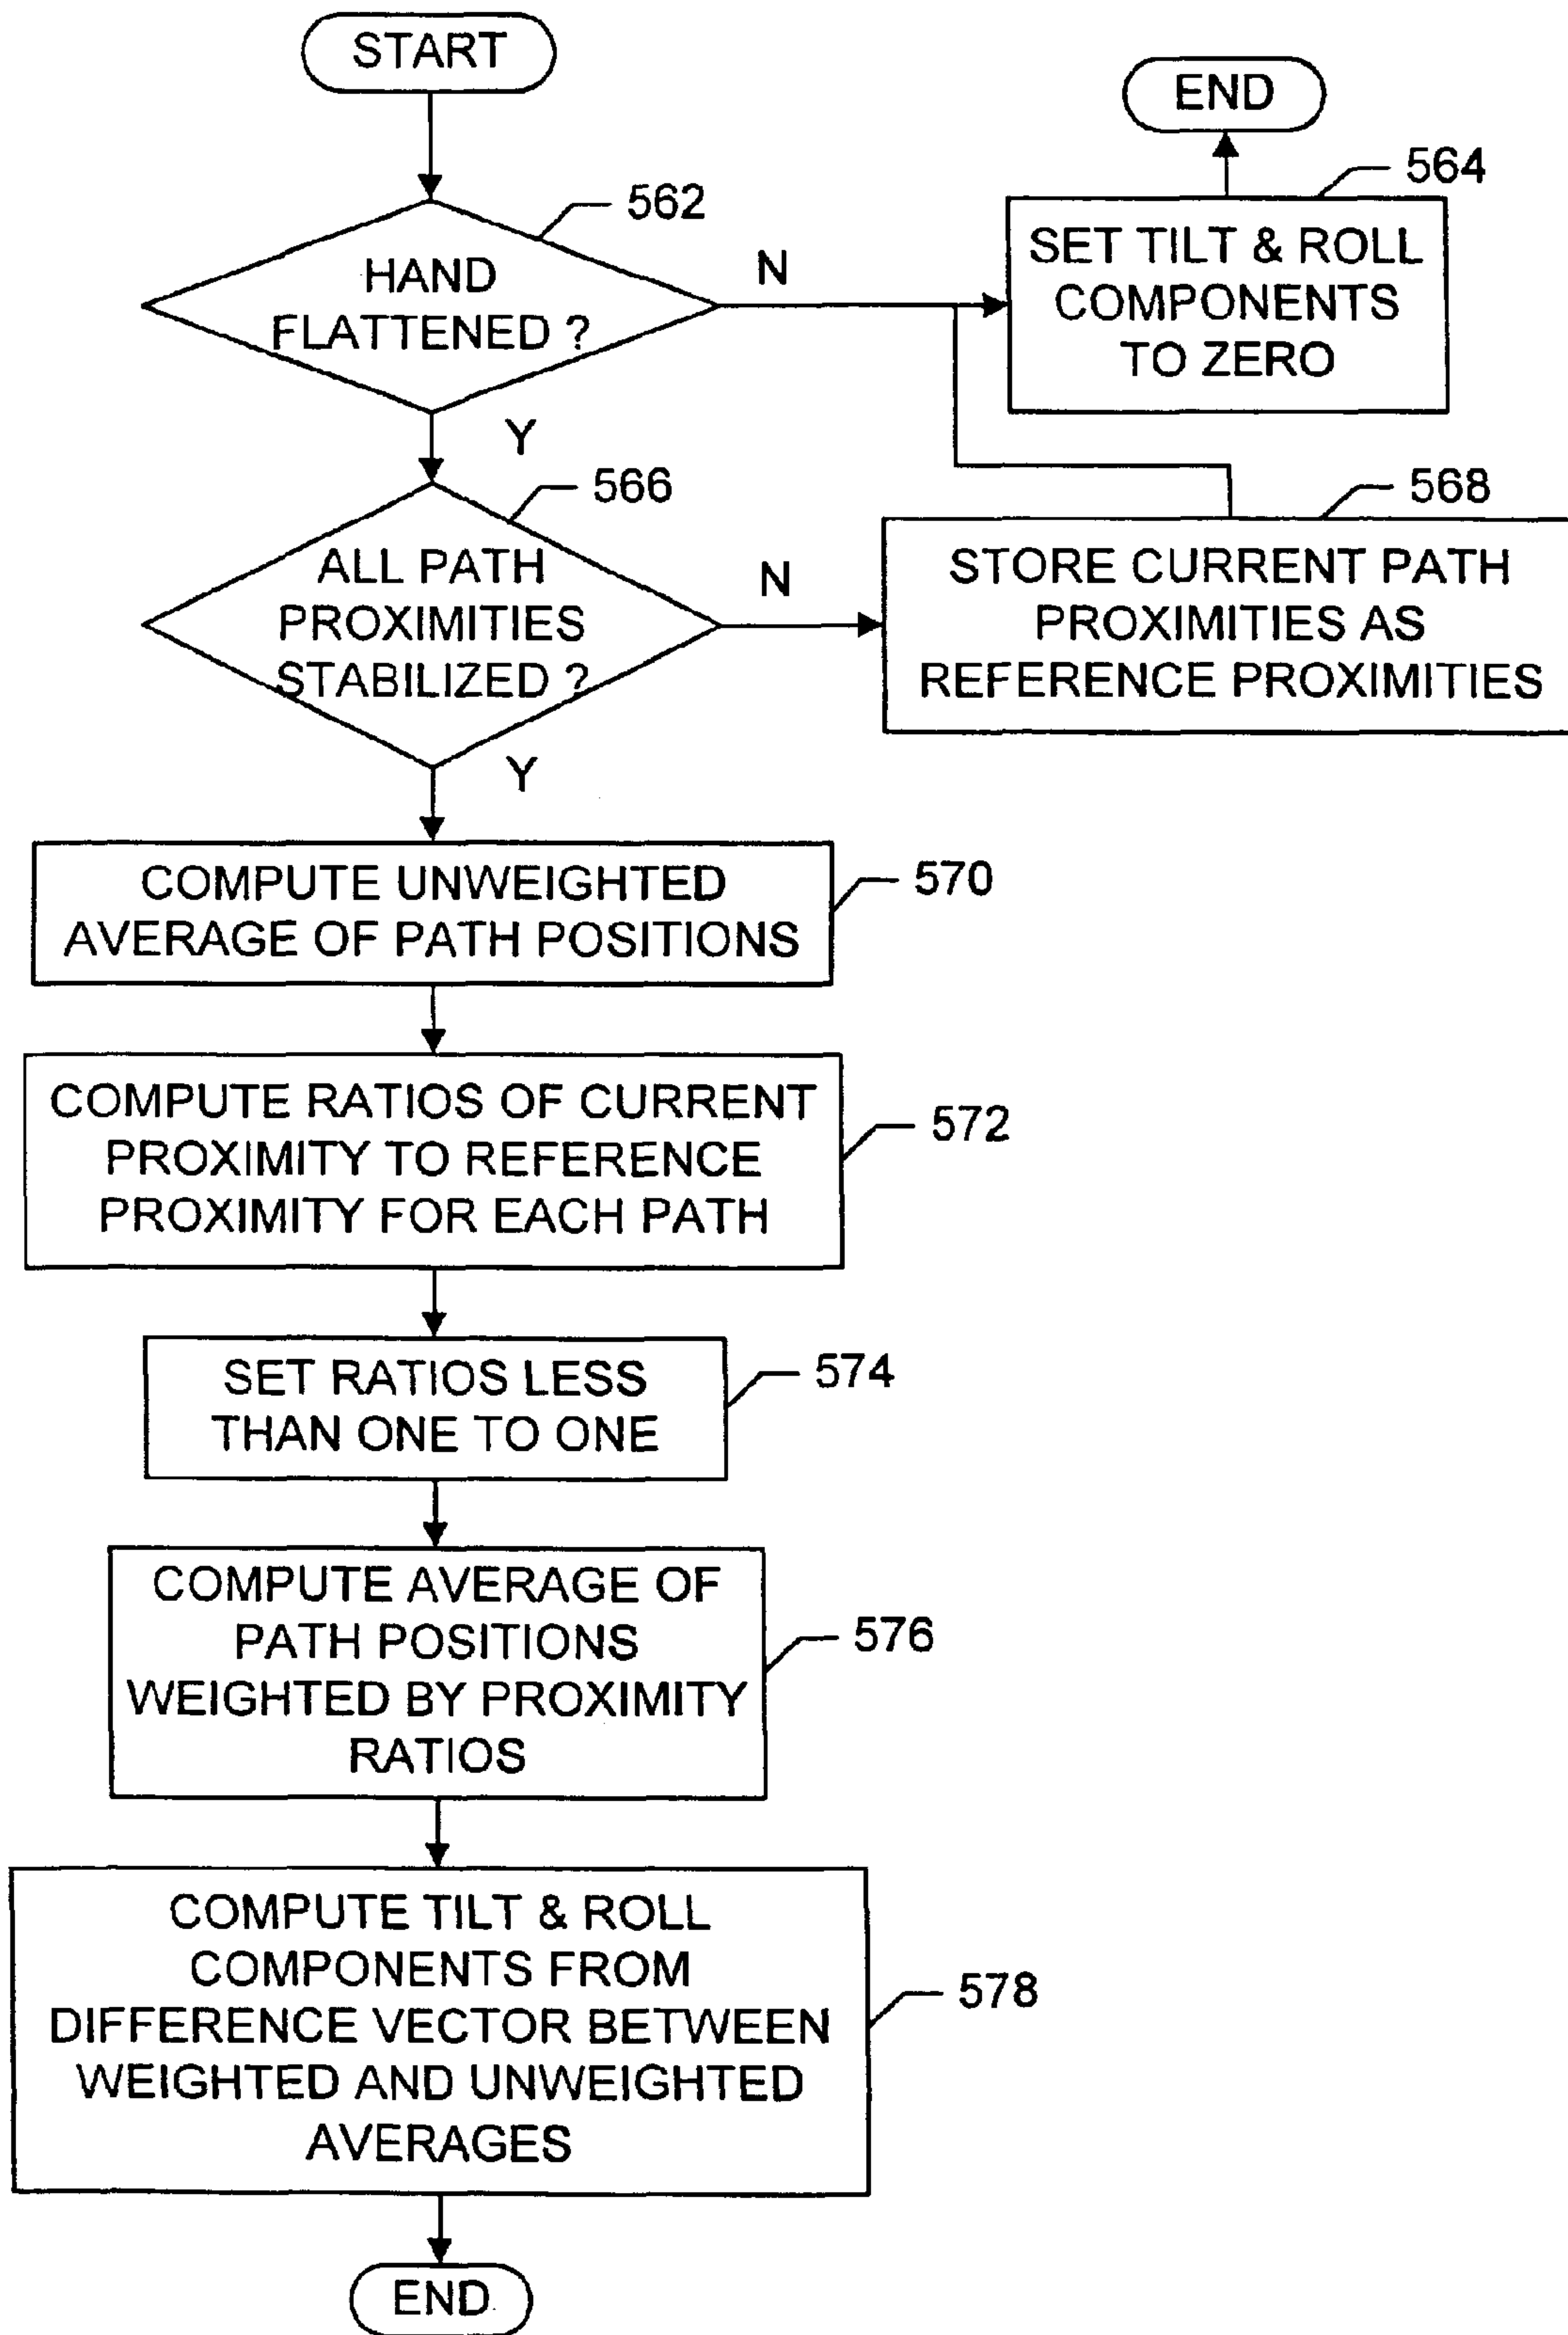 START
END
562
564
HAND
FLATTENED ?
N
SET TILT & ROLL
COMPONENTS
TO ZERO
Y
566
568
ALL PATH
PROXIMITIES
STABILIZED ?
N
STORE CURRENT PATH
PROXIMITIES AS
REFERENCE PROXIMITIES
Y
COMPUTE UNWEIGHTED
AVERAGE OF PATH POSITIONS
570
COMPUTE RATIOS OF CURRENT
PROXIMITY TO REFERENCE
PROXIMITY FOR EACH PATH
572
SET RATIOS LESS
THAN ONE TO ONE
574
COMPUTE AVERAGE OF
PATH POSITIONS
WEIGHTED BY PROXIMITY
RATIOS
576
COMPUTE TILT & ROLL
COMPONENTS FROM
DIFFERENCE VECTOR BETWEEN
WEIGHTED AND UNWEIGHTED
AVERAGES
578
END